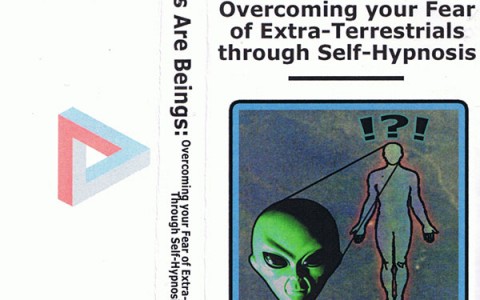 Overcoming your Fear
of Extra-Terrestrials
through Self-Hypnosis
!?!
s Are Beings:
Overcoming your Fear of Extra-
Through Self-Hypnos